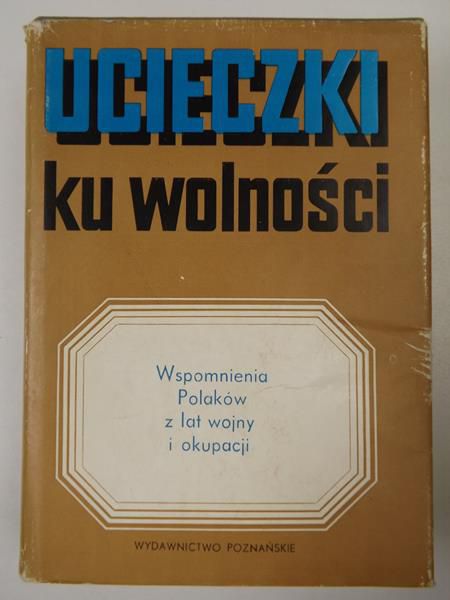 UCIECZKI
ku wolności
Wspomnienia
Polaków
z lat wojny
i okupacji
WYDAWNICTWO POZNAŃSKIE